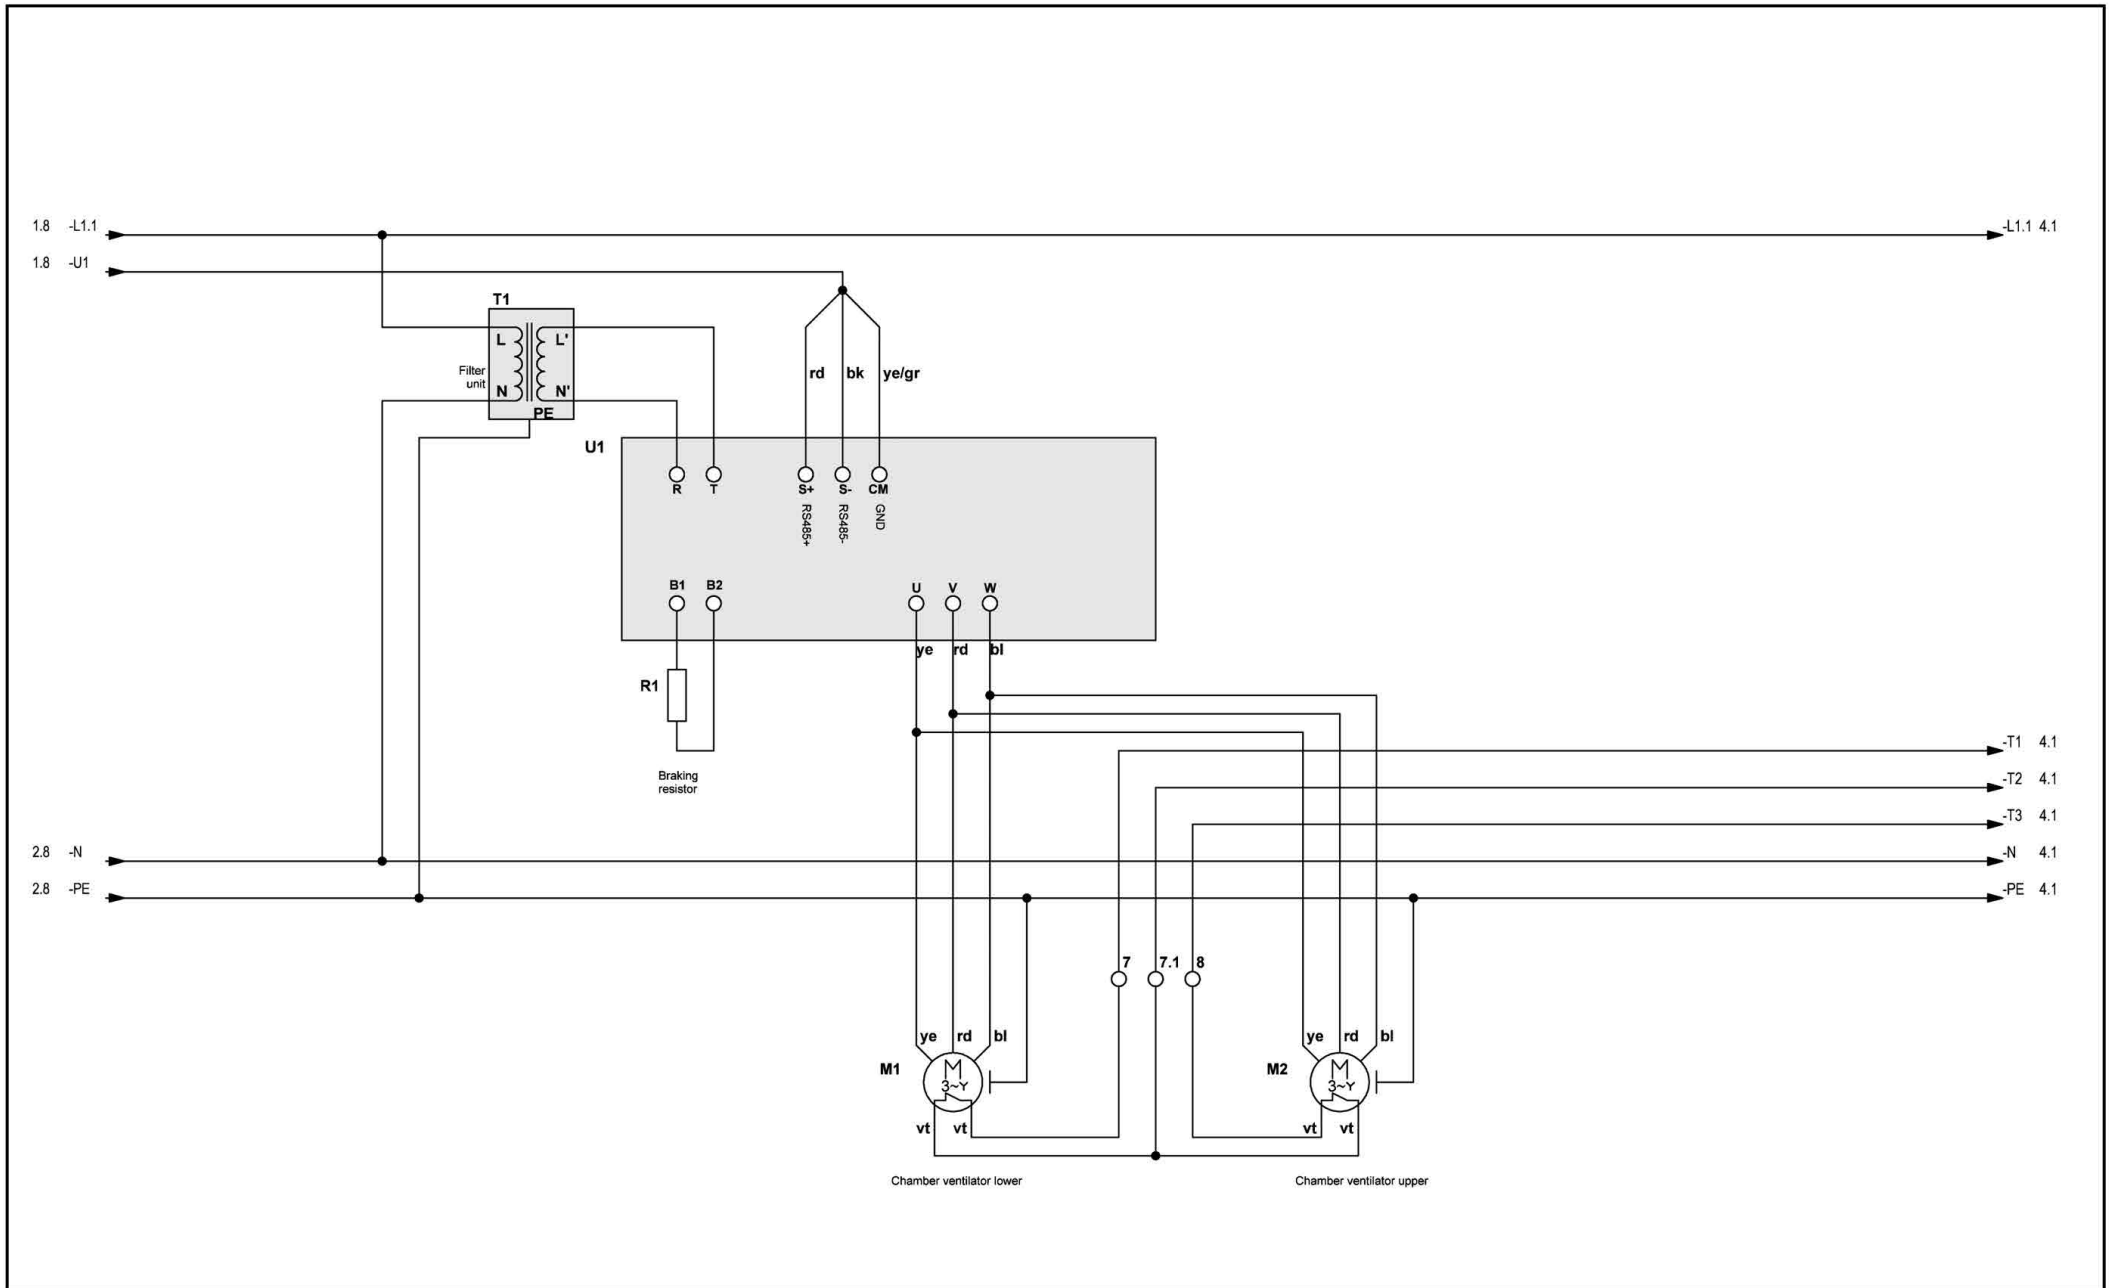 1.8 -L1.1
-L1.1 4.1
1.8 -U1
T1
L L'
Filter
unit
N N'
PE
rd bk ye/gr
U1
R T S+ S- CM
RS485+ RS485- GND
B1 B2 U V W
ye rd bl
R1
Braking
resistor
-T1 4.1
-T2 4.1
-T3 4.1
2.8 -N
-N 4.1
2.8 -PE
-PE 4.1
7 7.1 8
ye rd bl
ye rd bl
M1
M
3~Y
M2
M
3~Y
vt vt
vt vt
Chamber ventilator lower
Chamber ventilator upper